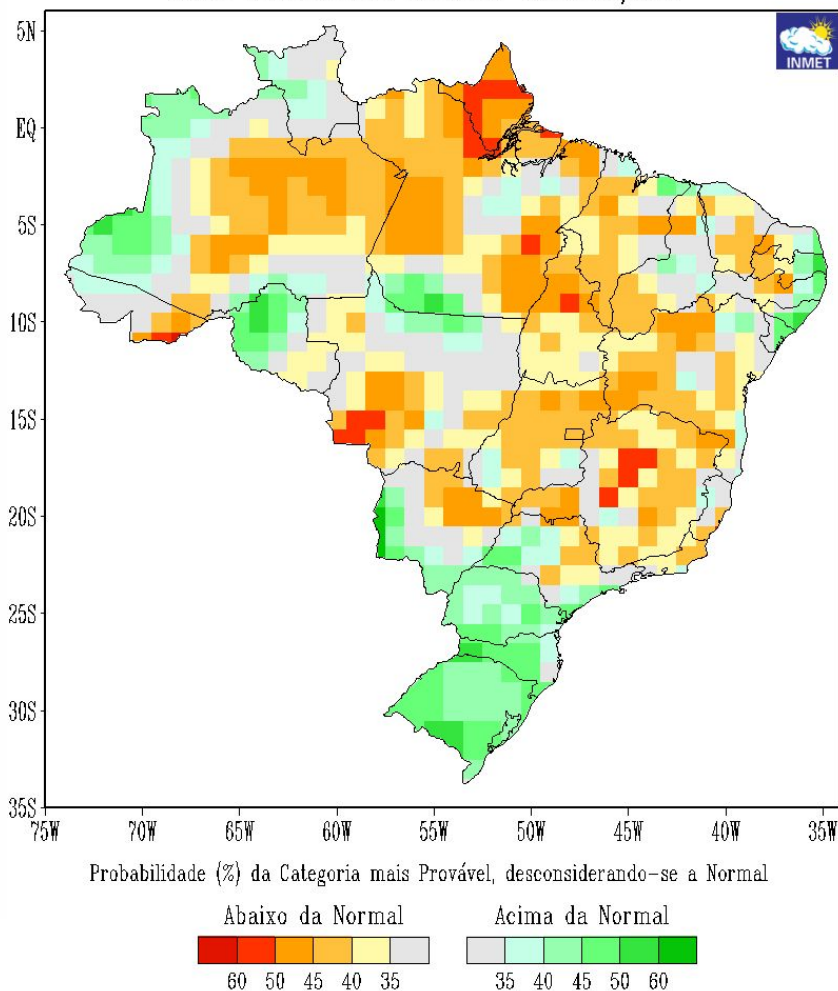 INMET
5N
EQ
5S
10S
15S
20S
25S
30S
35S
75W 70W 65W 60W 55W 50W 45W 40W 35W
Probabilidade (%) da Categoria mais Provável, desconsiderando-se a Normal
Abaixo da Normal Acima da Normal
60 50 45 40 35 35 40 45 50 60